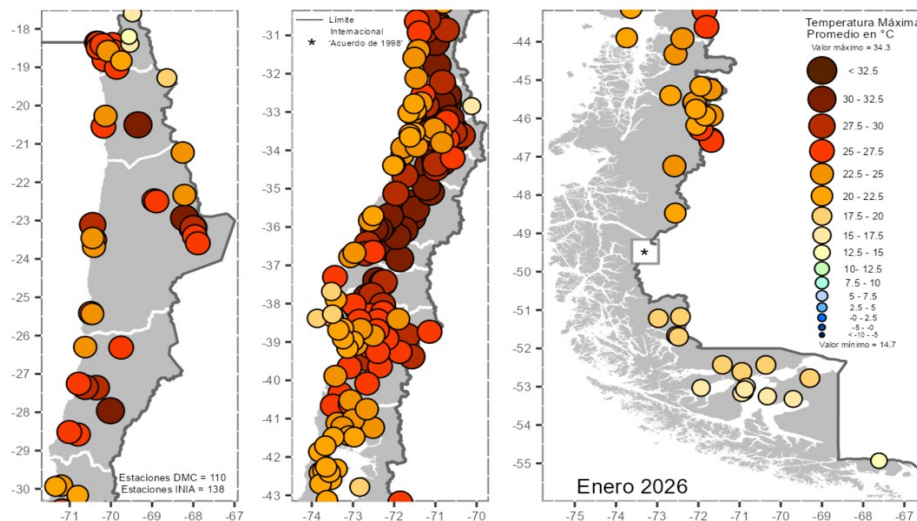 -18
-19
-20
-21
-22
-23
-24
-25
-26
-27
-28
-29
-30
-71
-70
-69
-68
-67
Estaciones DMC = 110
Estaciones INIA = 138
-31
-32
-33
-34
-35
-36
-37
-38
-39
-40
-41
-42
-43
-74
-73
-72
-71
-70
Límite
Internacional
* 'Acuerdo de 1998'
-44
-45
-46
-47
-48
-49
-50
-51
-52
-53
-54
-55
-75
-74
-73
-72
-71
-70
-69
-68
-67
*
Enero 2026
Temperatura Máxima
Promedio en °C
Valor máximo = 34.3
< 32.5
30 - 32.5
27.5 - 30
25 - 27.5
22.5 - 25
20 - 22.5
17.5 - 20
15 - 17.5
12.5 - 15
10- 12.5
7.5 - 10
5 - 7.5
2.5 - 5
-0 - 2.5
-5 - -0
< -10 - -5
Valor mínimo = 14.7